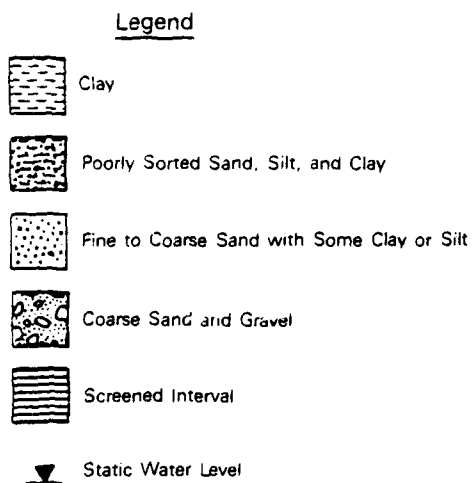 Legend
Clay
Poorly Sorted Sand, Silt, and Clay
Fine to Coarse Sand with Some Clay or Silt
Coarse Sand and Gravel
Screened Interval
Static Water Level